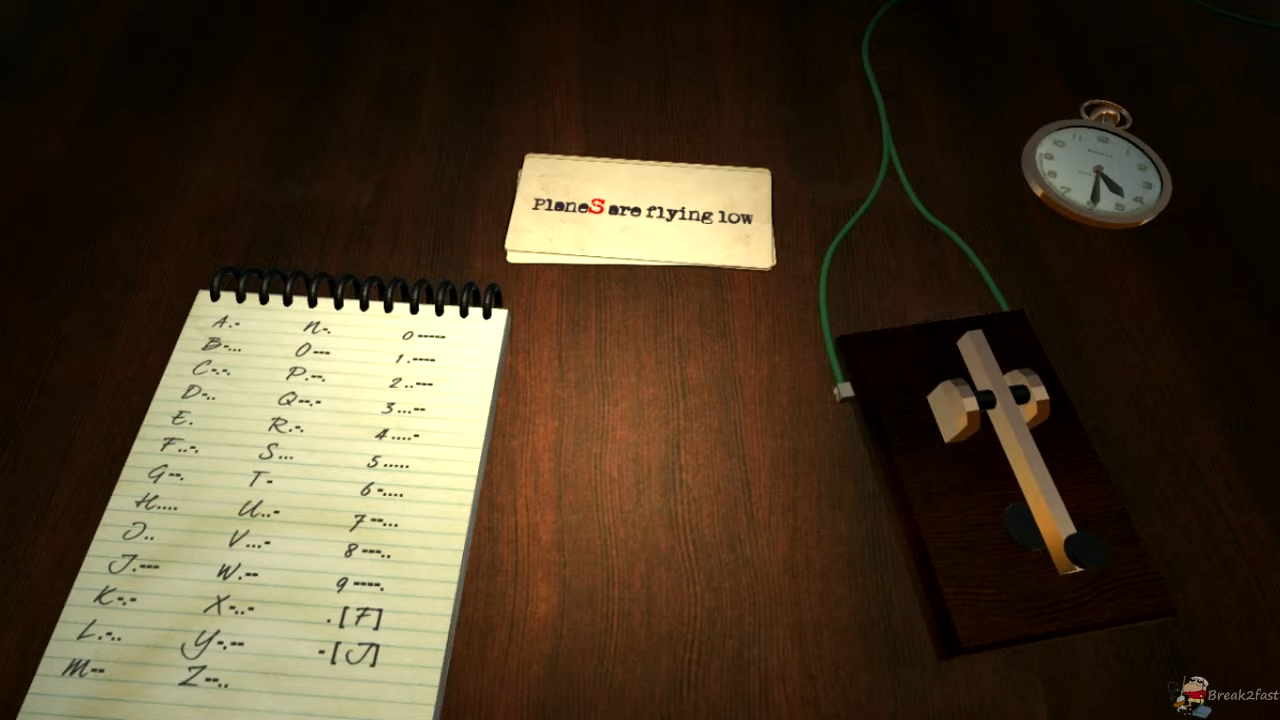 PlaneS are flying low
A.- N-. 0-----
B-... O--- 1.----
C-.-. P.--. 2..---
D-.. Q--.- 3...--
E. R.-. 4....-
F..-. S... 5.....
G--. T- 6-....
H.... U..- 7--...
I.. V...- 8---..
J.--- W.-- 9----.
K-.- X-..- .[F]
L.-.. Y-.-- -[J]
M-- Z--..
Break2fast